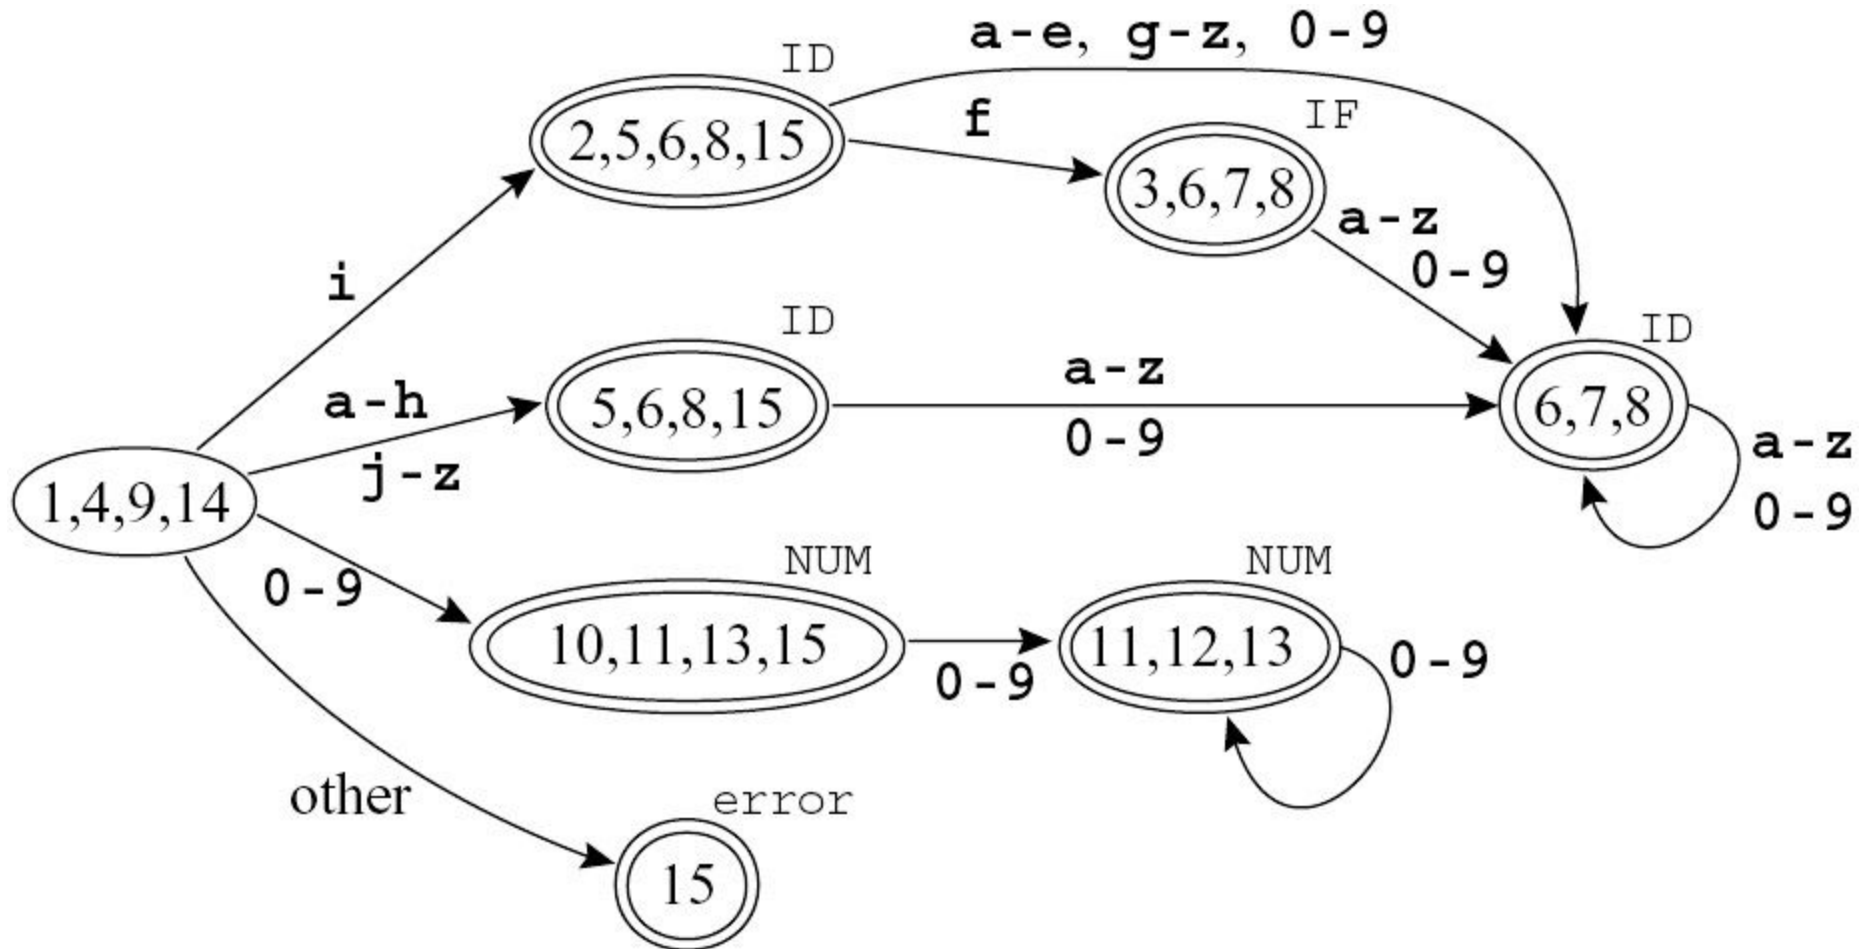 a-e, g-z, 0-9
ID
2,5,6,8,15
f
IF
3,6,7,8
a-z
0-9
i
ID
5,6,8,15
a-z
0-9
ID
6,7,8
a-z
0-9
a-h
j-z
1,4,9,14
0-9
NUM
10,11,13,15
0-9
NUM
11,12,13
0-9
other
error
15